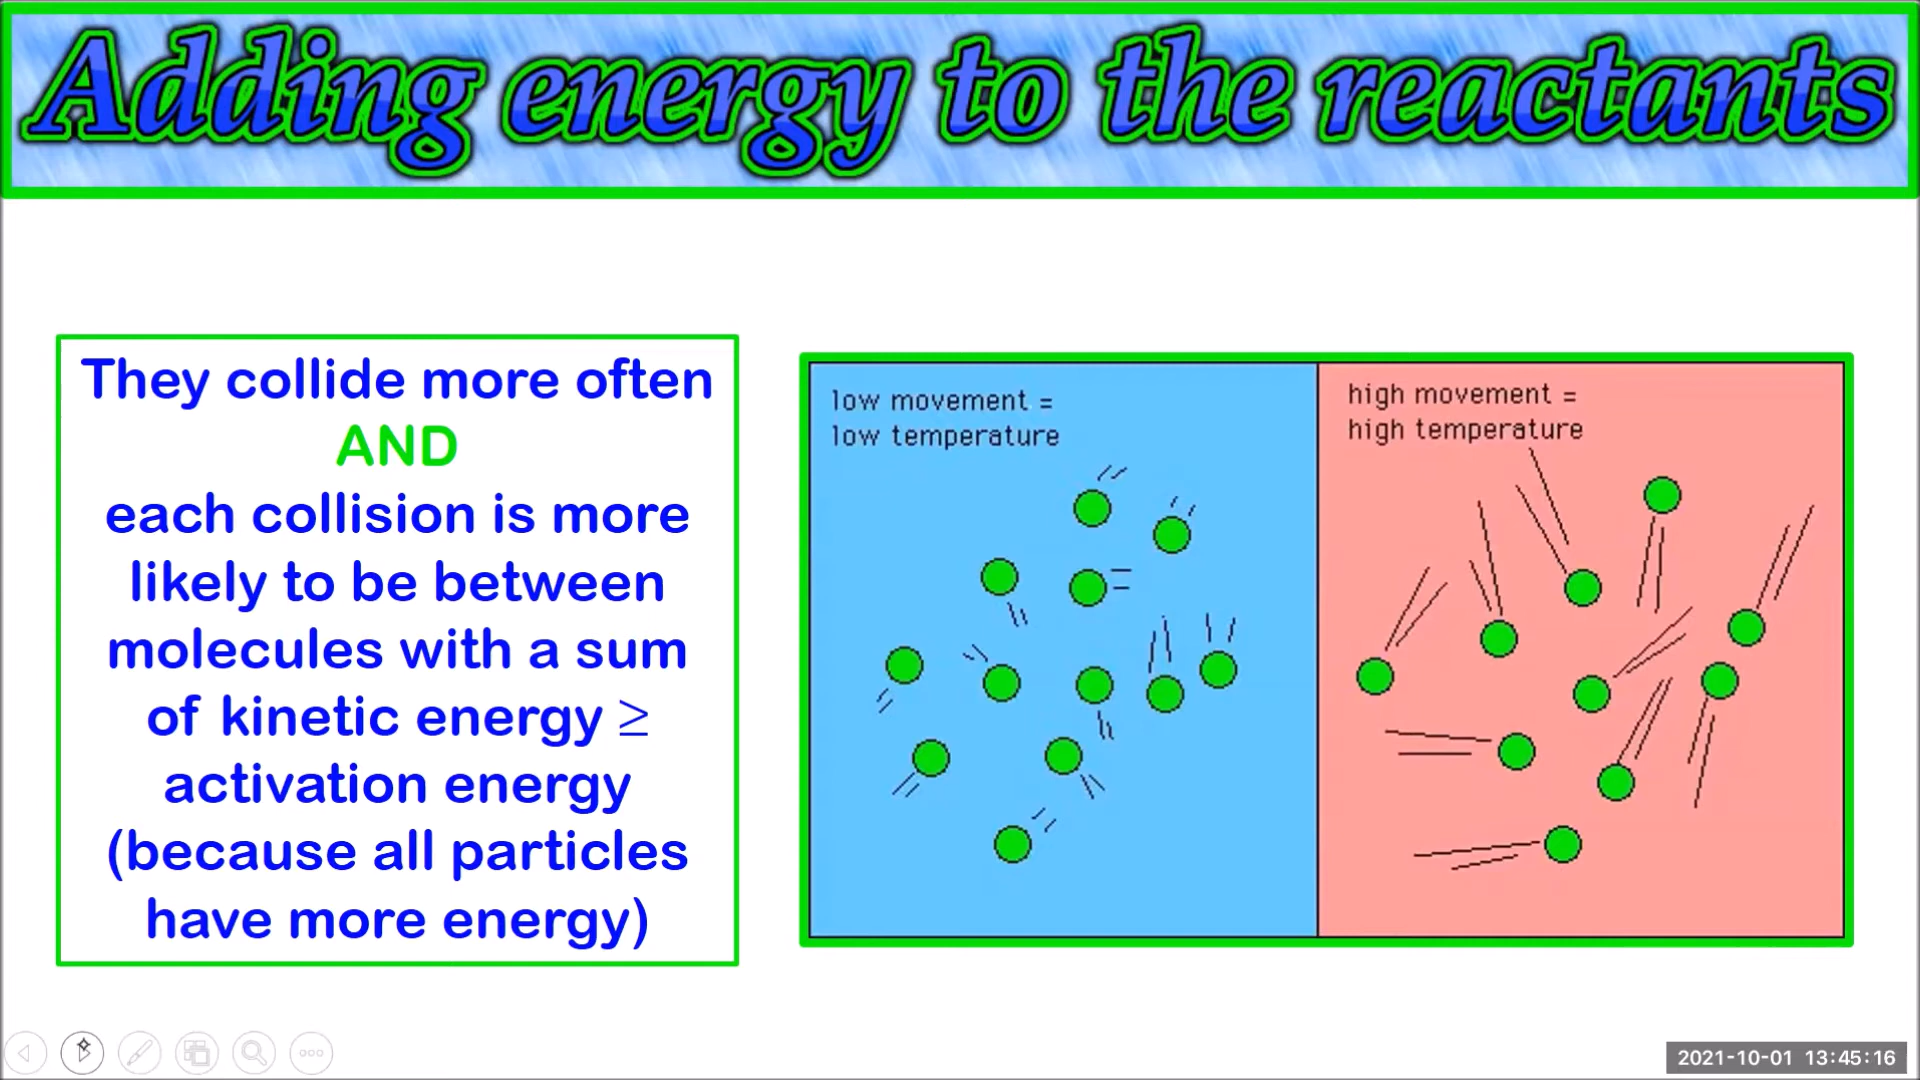 Adding energy to the reactants
They collide more often
AND
each collision is more
likely to be between
molecules with a sum
of kinetic energy ≥
activation energy
(because all particles
have more energy)
low movement =
low temperature
high movement =
high temperature
2021-10-01 13:45:16